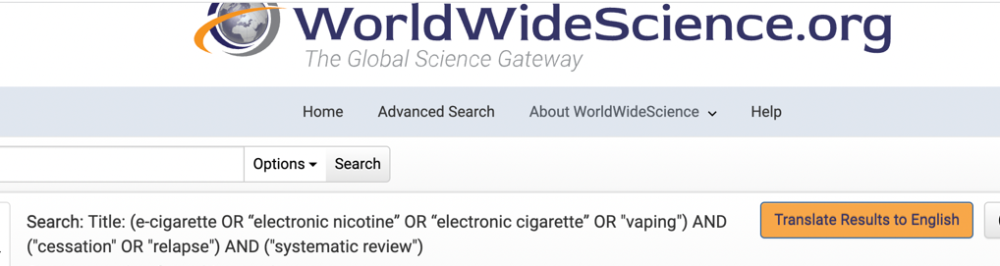 WorldWideScience.org
The Global Science Gateway
Home Advanced Search About WorldWideScience Help
Options Search
Search: Title: (e-cigarette OR “electronic nicotine” OR “electronic cigarette” OR "vaping") AND
("cessation" OR "relapse") AND ("systematic review")
Translate Results to English